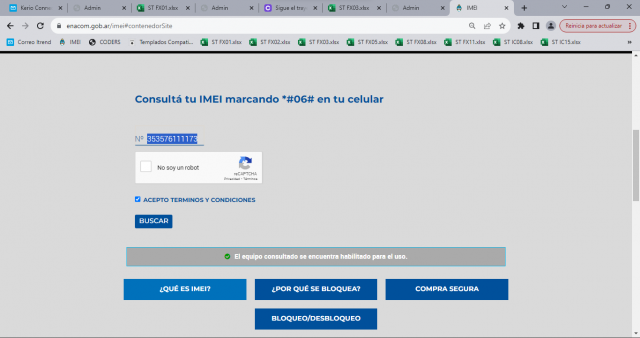 Kerio Conne
Admin
ST FX01.xlsx
Admin
Sigue el tra
ST FX03.xlsx
Admin
IMEI
enacom.gob.ar/imei#contenedorSite
Reinicia para actualizar
Correo Itrend
IMEI
CODERS
Templados Compati...
ST FX01.xlsx
ST FX02.xlsx
ST FX03.xlsx
ST FX05.xlsx
ST FX08.xlsx
ST FX11.xlsx
ST IC08.xlsx
ST IC15.xlsx
Consultá tu IMEI marcando *#06# en tu celular
Nº 353576111173
No soy un robot
reCAPTCHA
Privacidad - Términos
ACEPTO TERMINOS Y CONDICIONES
BUSCAR
El equipo consultado se encuentra habilitado para el uso.
¿QUÉ ES IMEI?
¿POR QUÉ SE BLOQUEA?
COMPRA SEGURA
BLOQUEO/DESBLOQUEO